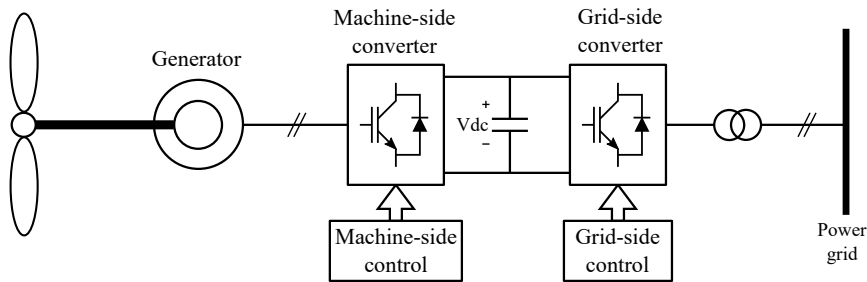 Machine-side
converter
Grid-side
converter
Generator
+
Vdc
−
Machine-side
control
Grid-side
control
Power
grid